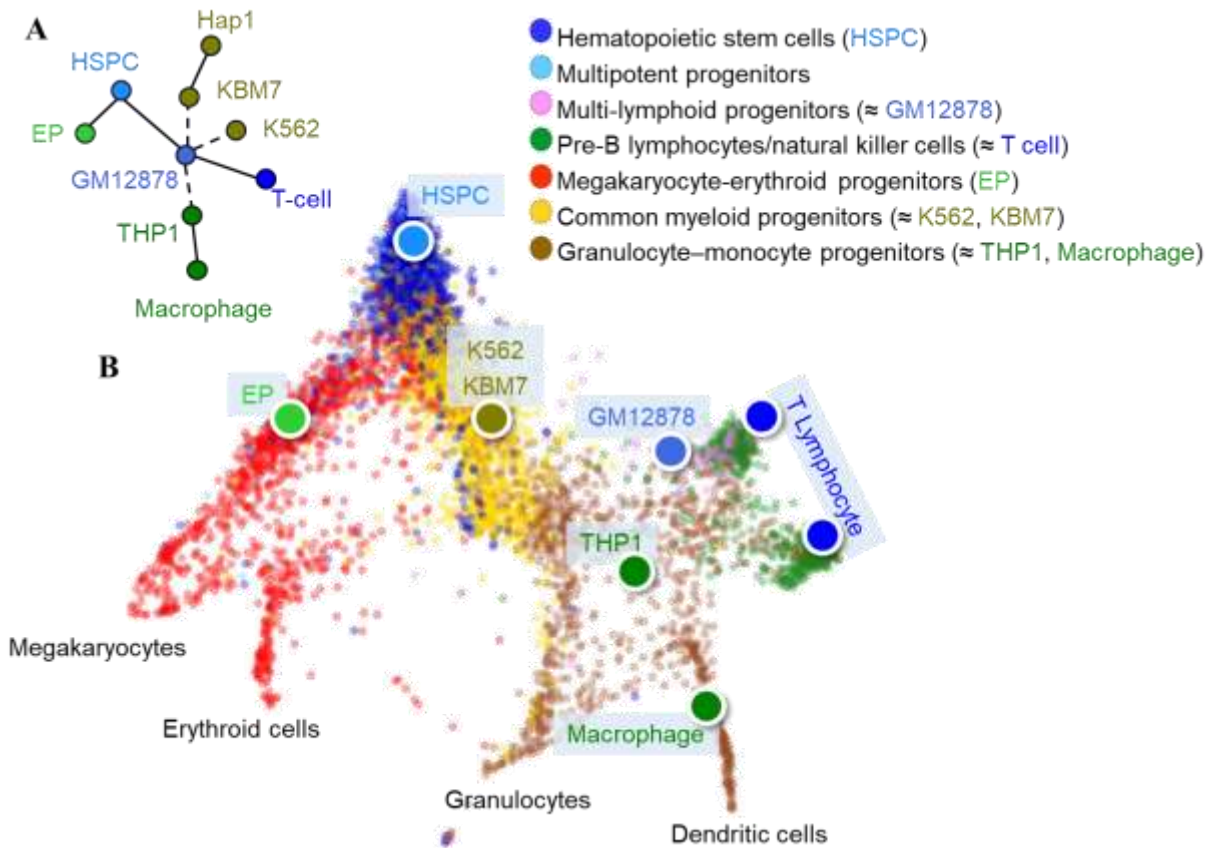 A
Hap1
HSPC
KBM7
K562
EP
GM12878
T-cell
THP1
Macrophage
Hematopoietic stem cells (HSPC)
Multipotent progenitors
Multi-lymphoid progenitors (≈ GM12878)
Pre-B lymphocytes/natural killer cells (≈ T cell)
Megakaryocyte-erythroid progenitors (EP)
Common myeloid progenitors (≈ K562, KBM7)
Granulocyte–monocyte progenitors (≈ THP1, Macrophage)
B
HSPC
K562
KBM7
EP
GM12878
T Lymphocyte
THP1
Macrophage
Megakaryocytes
Erythroid cells
Granulocytes
Dendritic cells